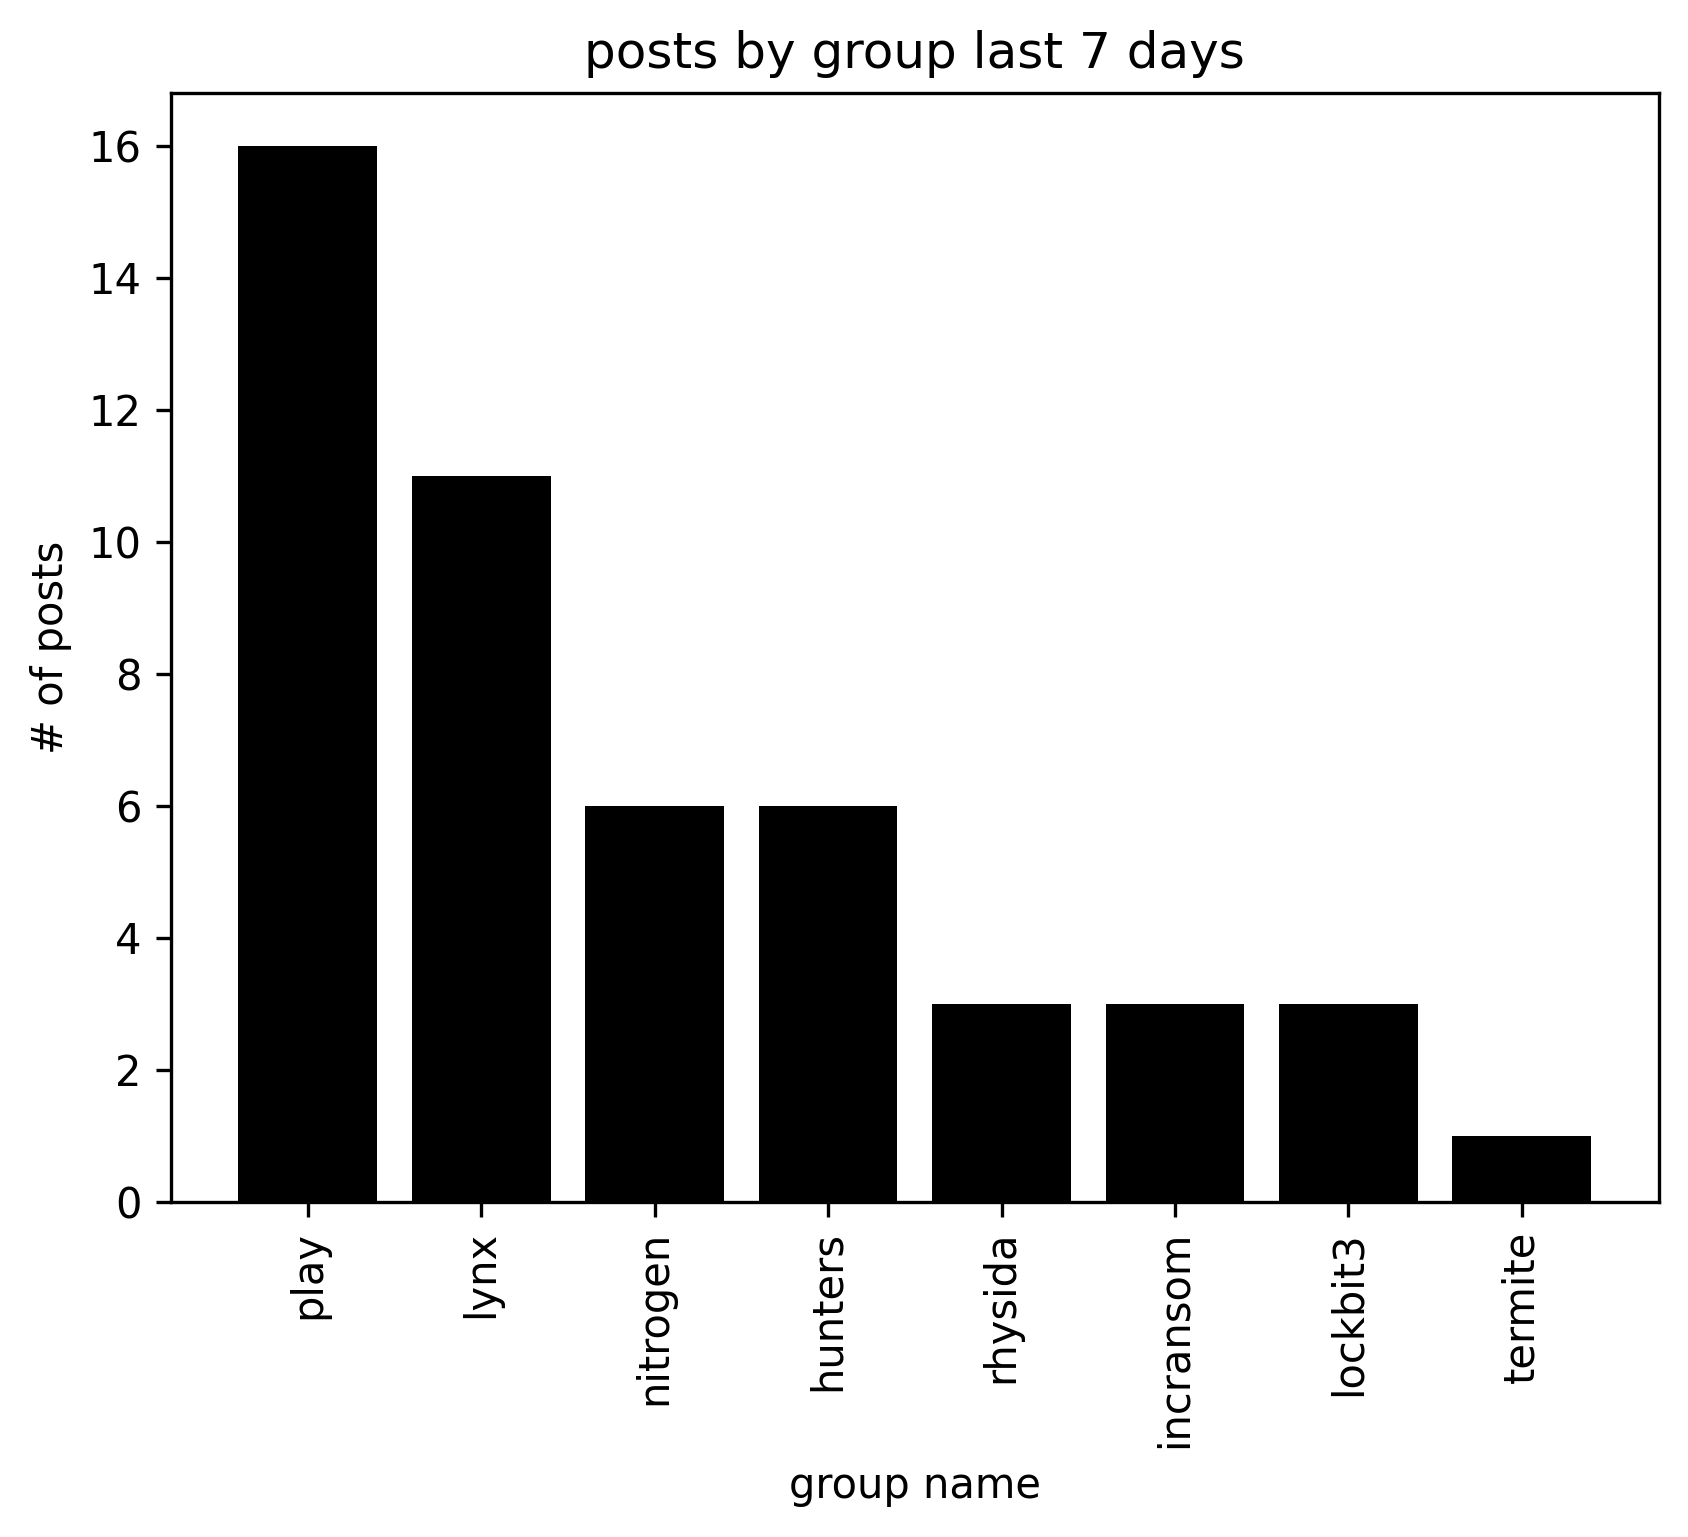 posts by group last 7 days
16
14
12
10
8
6
4
2
0
# of posts
play
lynx
nitrogen
hunters
rhysida
incransom
lockbit3
termite
group name